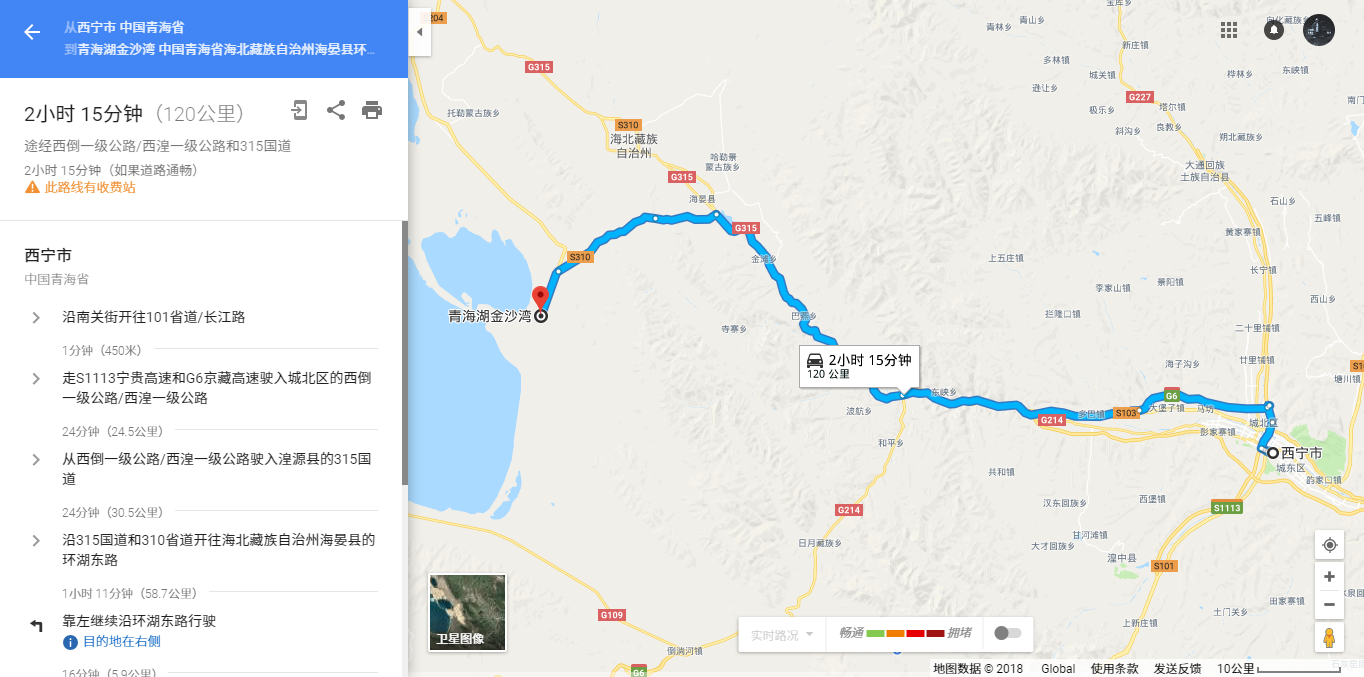 从西宁市 中国青海省
到青海湖金沙湾 中国青海省海北藏族自治州海晏县环...
2小时 15分钟（120公里）
途经西倒一级公路/西湟一级公路和315国道
2小时 15分钟（如果道路通畅）
此路线有收费站
西宁市
中国青海省
沿南关街开往101省道/长江路
1分钟（450米）
走S1113宁贵高速和G6京藏高速驶入城北区的西倒
一级公路/西湟一级公路
24分钟（24.5公里）
从西倒一级公路/西湟一级公路驶入湟源县的315国
道
24分钟（30.5公里）
沿315国道和310省道开往海北藏族自治州海晏县的
环湖东路
1小时 11分钟（58.7公里）
靠左继续沿环湖东路行驶
目的地在右侧
16分钟（5.9公里）
204
G315
托勒蒙古族乡
S310
海北藏族
自治州
哈勒景
蒙古族乡
G315
海晏县
G315
S310
金滩乡
青海湖金沙湾
巴燕乡
寺寨乡
2小时 15分钟
120 公里
东峡乡
波航乡
和平乡
G214
日月藏族乡
G109
倒淌河镇
G6
青林乡
青山乡
宝库乡
向化藏族乡
新庄镇
多林镇
城关镇
桦林乡
东峡镇
逊让乡
G227
南门
极乐乡
塔尔镇
斜沟乡
良教乡
朔北藏族乡
大通回族
土族自治县
石山乡
五峰镇
黄家寨镇
上五庄镇
长宁镇
景阳镇
李家山镇
西山乡
拦隆口镇
二十里铺镇
海子沟乡
廿里铺镇
S10
塘川镇
G6
大堡子镇
马坊
S103
多巴镇
G214
城北区
彭家寨镇
西宁市
城东区
韵家口镇
共和镇
汉东回族乡
西堡镇
S1113
甘河滩镇
大才回族乡
湟中县
S101
田家寨镇
土门关乡
上新庄镇
卫星图像
实时路况
畅通
拥堵
地图数据 © 2018
Global
使用条款
发送反馈
10公里